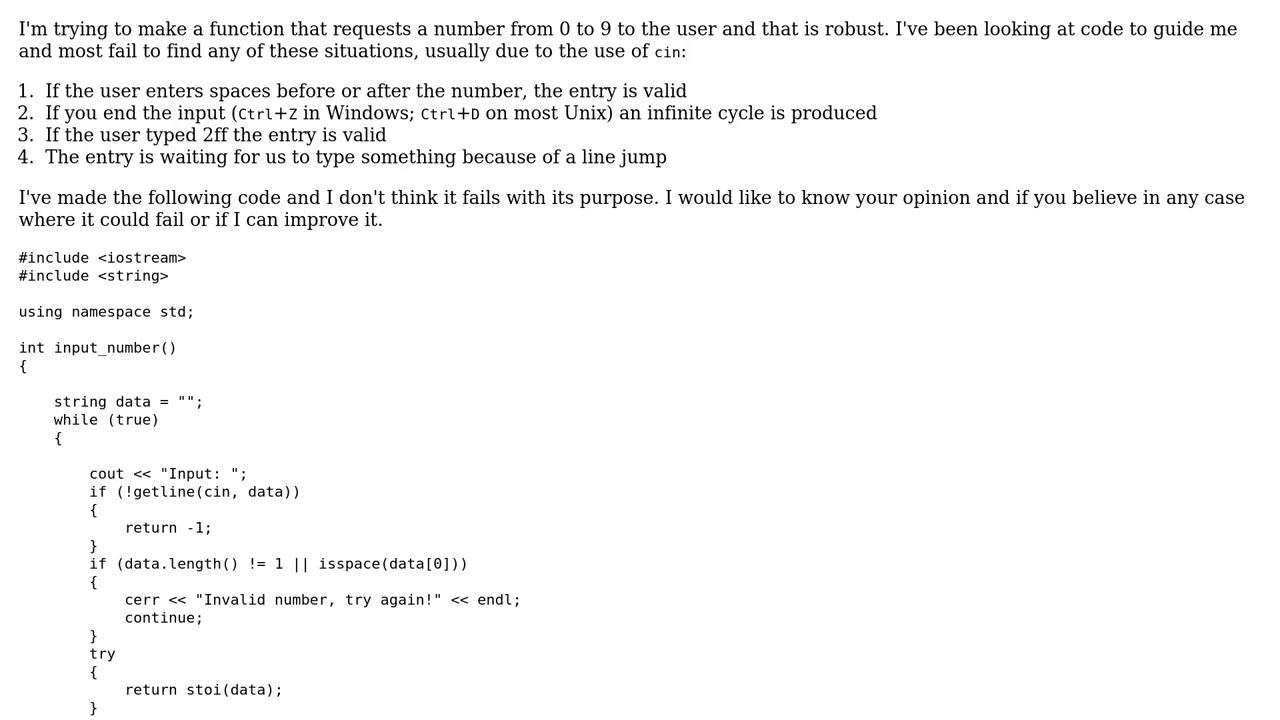 I'm trying to make a function that requests a number from 0 to 9 to the user and that is robust. I've been looking at code to guide me
and most fail to find any of these situations, usually due to the use of cin:
1. If the user enters spaces before or after the number, the entry is valid
2. If you end the input (Ctrl+Z in Windows; Ctrl+D on most Unix) an infinite cycle is produced
3. If the user typed 2ff the entry is valid
4. The entry is waiting for us to type something because of a line jump
I've made the following code and I don't think it fails with its purpose. I would like to know your opinion and if you believe in any case
where it could fail or if I can improve it.
#include <iostream>
#include <string>
using namespace std;
int input_number()
{
    string data = "";
    while (true)
    {
        cout << "Input: ";
        if (!getline(cin, data))
        {
            return -1;
        }
        if (data.length() != 1 || isspace(data[0]))
        {
            cerr << "Invalid number, try again!" << endl;
            continue;
        }
        try
        {
            return stoi(data);
        }